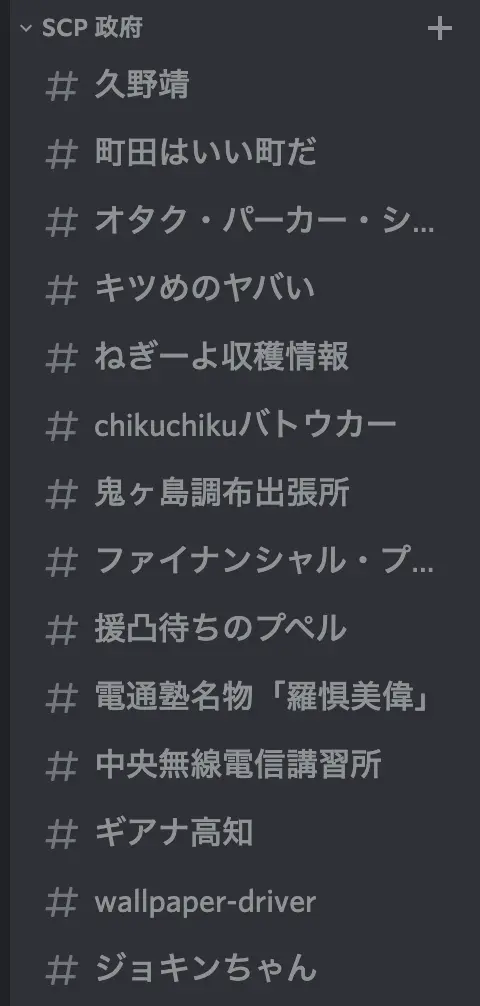 SCP 政府
# 久野靖
# 町田はいい町だ
# オタク・パーカー・シ...
# キツめのヤバい
# ねぎーよ収穫情報
# chikuchikuバトウカー
# 鬼ヶ島調布出張所
# ファイナンシャル・プ...
# 援凸待ちのプペル
# 電通塾名物「羅惧美偉」
# 中央無線電信講習所
# ギアナ高知
# wallpaper-driver
# ジョキンちゃん